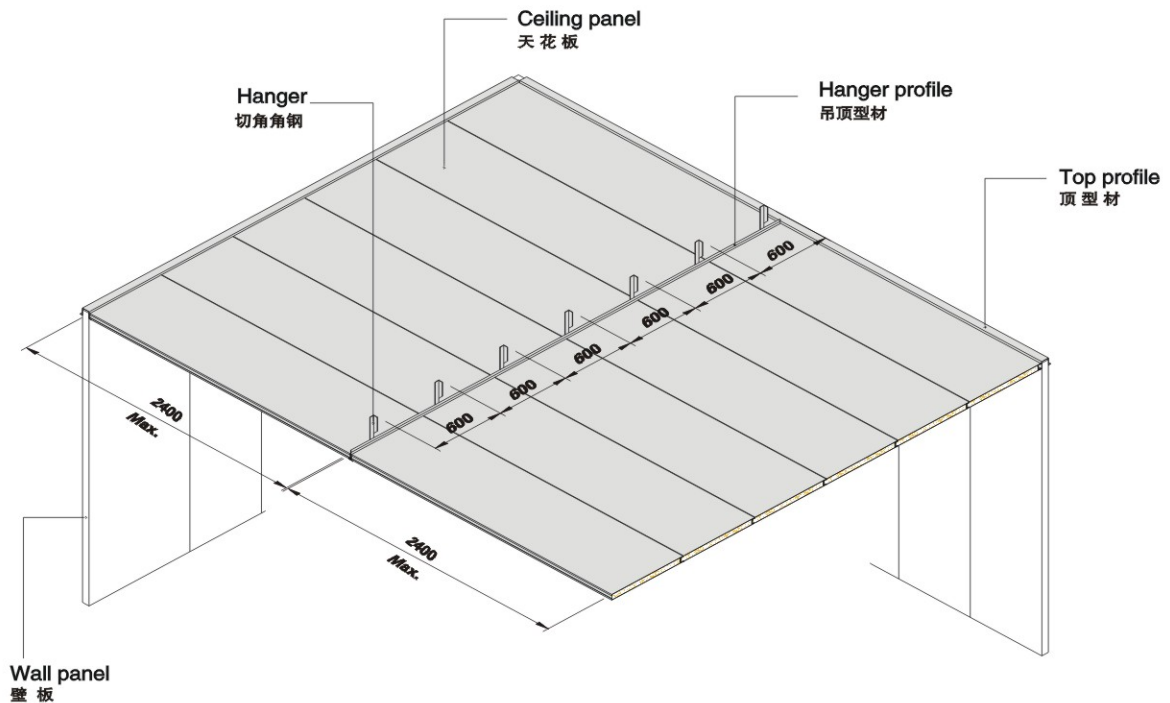 Ceiling panel
天花板
Hanger
切角角钢
Hanger profile
吊顶型材
Top profile
顶型材
600
600
600
600
600
600
2400
Max.
2400
Max.
Wall panel
壁板